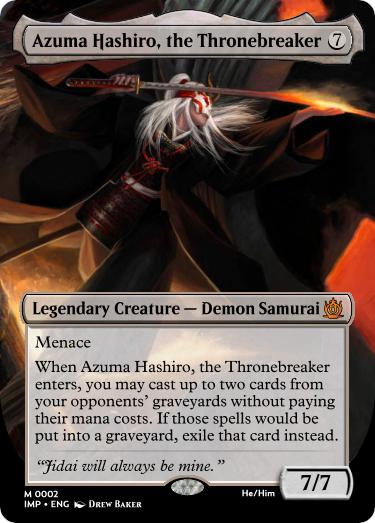 Azuma Hashiro, the Thronebreaker 7
Legendary Creature — Demon Samurai
Menace
When Azuma Hashiro, the Thronebreaker
enters, you may cast up to two cards from
your opponents' graveyards without paying
their mana costs. If those spells would be
put into a graveyard, exile that card instead.
"Jidai will always be mine."
7/7
M 0002
IMP • ENG Drew Baker
He/Him